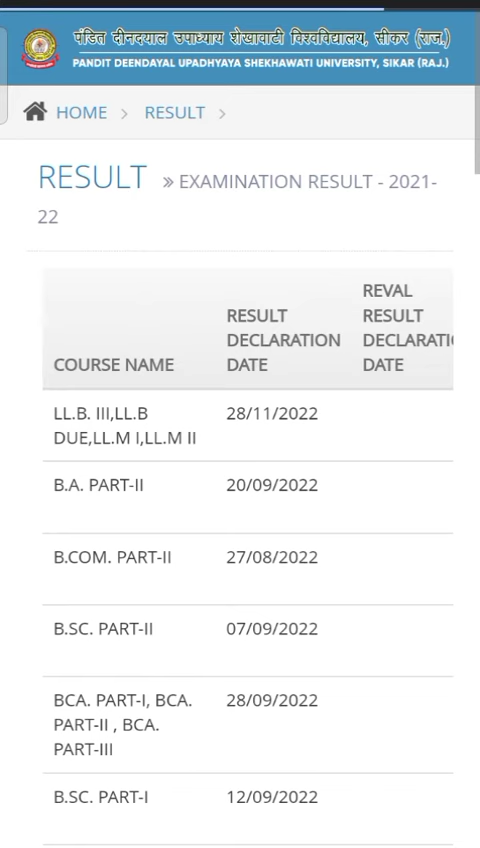 पंडित दीनदयाल उपाध्याय शेखावाटी विश्वविद्यालय, सीकर (राज.)
PANDIT DEENDAYAL UPADHYAYA SHEKHAWATI UNIVERSITY, SIKAR (RAJ.)
HOME > RESULT >
RESULT » EXAMINATION RESULT - 2021-
22
COURSE NAME
RESULT
DECLARATION
DATE
REVAL
RESULT
DECLARATI
DATE
LL.B. III,LL.B 28/11/2022
DUE,LL.M I,LL.M II
B.A. PART-II 20/09/2022
B.COM. PART-II 27/08/2022
B.SC. PART-II 07/09/2022
BCA. PART-I, BCA. 28/09/2022
PART-II , BCA.
PART-III
B.SC. PART-I 12/09/2022